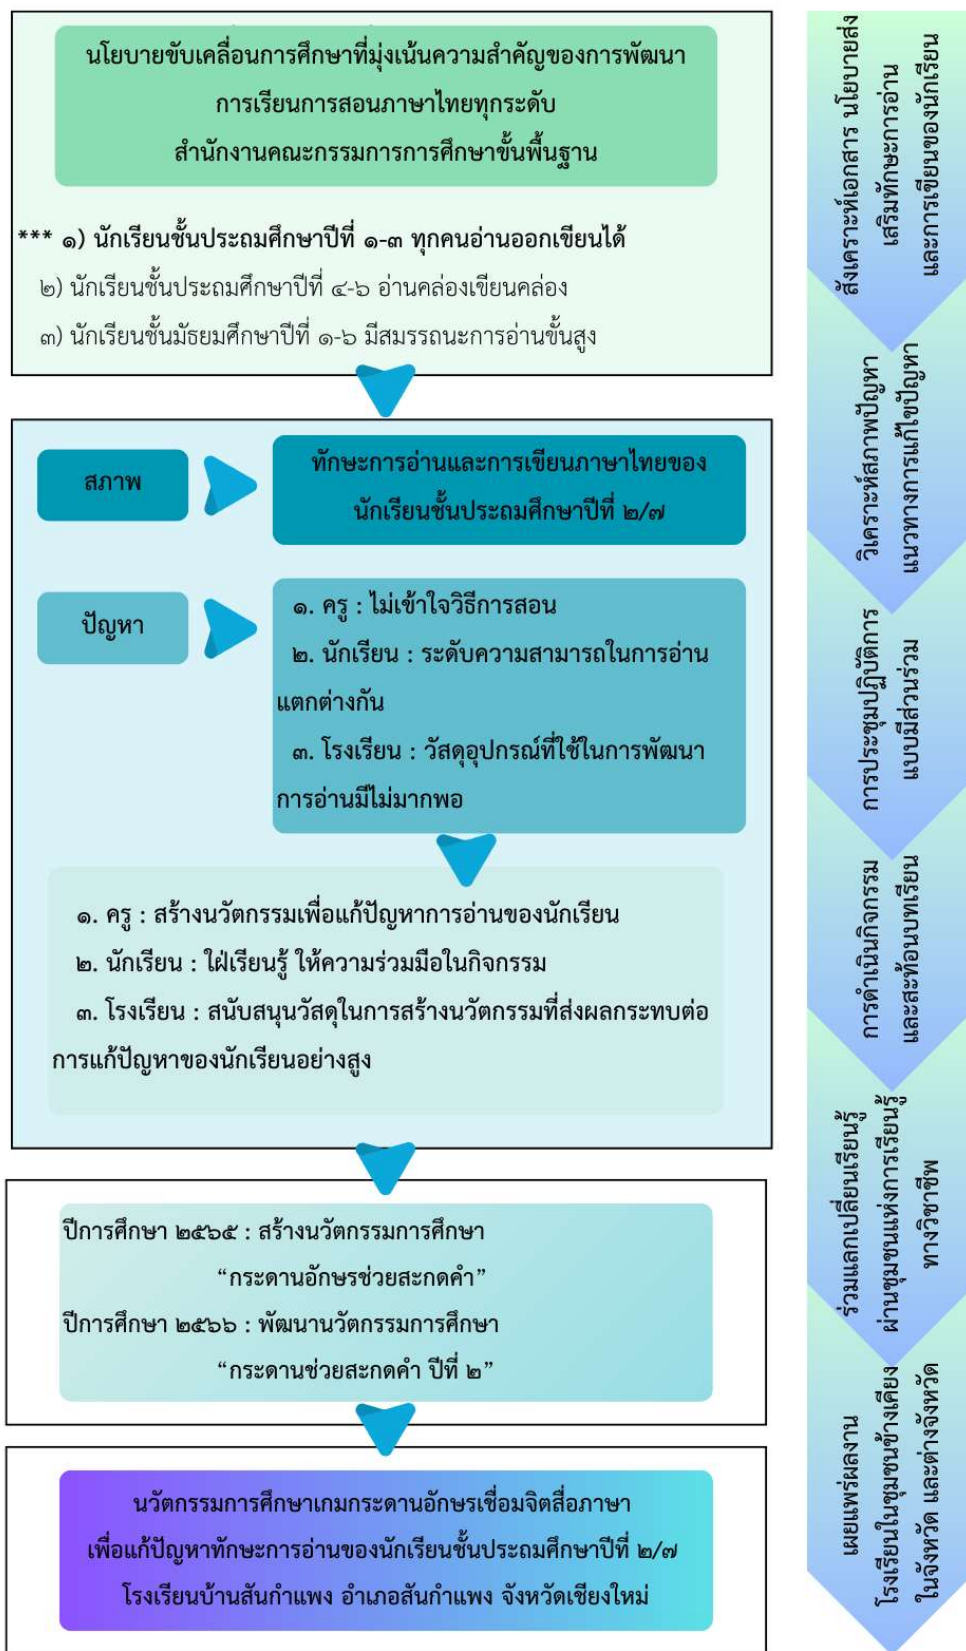 นโยบายขับเคลื่อนการศึกษาที่มุ่งเน้นความสำคัญของการพัฒนา
การเรียนการสอนภาษาไทยทุกระดับ
สำนักงานคณะกรรมการการศึกษาขั้นพื้นฐาน
*** ๑) นักเรียนชั้นประถมศึกษาปีที่ ๑-๓ ทุกคนอ่านออกเขียนได้
๒) นักเรียนชั้นประถมศึกษาปีที่ ๔-๖ อ่านคล่องเขียนคล่อง
๓) นักเรียนชั้นมัธยมศึกษาปีที่ ๑-๖ มีสมรรถนะการอ่านขั้นสูง
สภาพ
ทักษะการอ่านและการเขียนภาษาไทยของ
นักเรียนชั้นประถมศึกษาปีที่ ๒/๗
ปัญหา
๑. ครู : ไม่เข้าใจวิธีการสอน
๒. นักเรียน : ระดับความสามารถในการอ่าน
แตกต่างกัน
๓. โรงเรียน : วัสดุอุปกรณ์ที่ใช้ในการพัฒนา
การอ่านมีไม่มากพอ
๑. ครู : สร้างนวัตกรรมเพื่อแก้ปัญหาการอ่านของนักเรียน
๒. นักเรียน : ใฝ่เรียนรู้ ให้ความร่วมมือในกิจกรรม
๓. โรงเรียน : สนับสนุนวัสดุในการสร้างนวัตกรรมที่ส่งผลกระทบต่อ
การแก้ปัญหาของนักเรียนอย่างสูง
ปีการศึกษา ๒๕๖๕ : สร้างนวัตกรรมการศึกษา
“กระดานอักษรช่วยสะกดคำ”
ปีการศึกษา ๒๕๖๖ : พัฒนานวัตกรรมการศึกษา
“กระดานช่วยสะกดคำ ปีที่ ๒”
นวัตกรรมการศึกษาเกมกระดานอักษรเชื่อมจิตสื่อภาษา
เพื่อแก้ปัญหาทักษะการอ่านของนักเรียนชั้นประถมศึกษาปีที่ ๒/๗
โรงเรียนบ้านสันกำแพง อำเภอสันกำแพง จังหวัดเชียงใหม่
สังเคราะห์เอกสาร นโยบายส่ง
เสริมทักษะการอ่าน
และการเขียนของนักเรียน
วิเคราะห์สภาพปัญหา
แนวทางการแก้ไขปัญหา
การประชุมปฏิบัติการ
แบบมีส่วนร่วม
การดำเนินกิจกรรม
และสะท้อนบทเรียน
ร่วมแลกเปลี่ยนเรียนรู้
ผ่านชุมชนแห่งการเรียนรู้
ทางวิชาชีพ
เผยแพร่ผลงาน
โรงเรียนในชุมชนข้างเคียง
ในจังหวัด และต่างจังหวัด